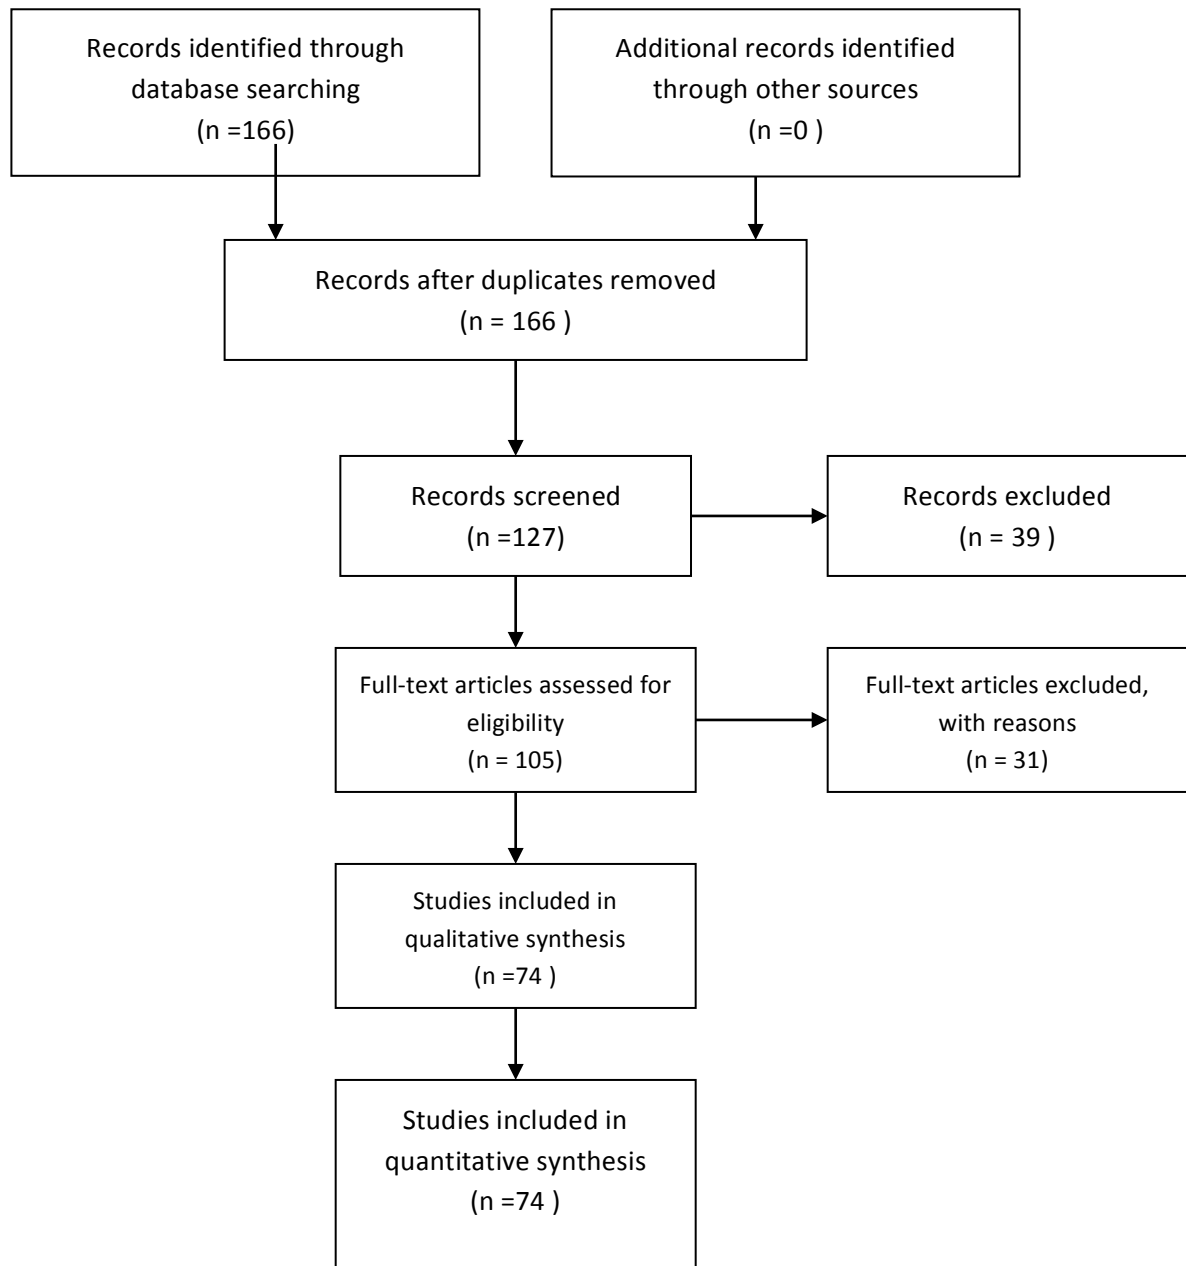 Records identified through
database searching
(n =166)
Additional records identified
through other sources
(n =0 )
Records after duplicates removed
(n = 166 )
Records screened
(n =127)
Records excluded
(n = 39 )
Full-text articles assessed for
eligibility
(n = 105)
Full-text articles excluded,
with reasons
(n = 31)
Studies included in
qualitative synthesis
(n =74 )
Studies included in
quantitative synthesis
(n =74 )